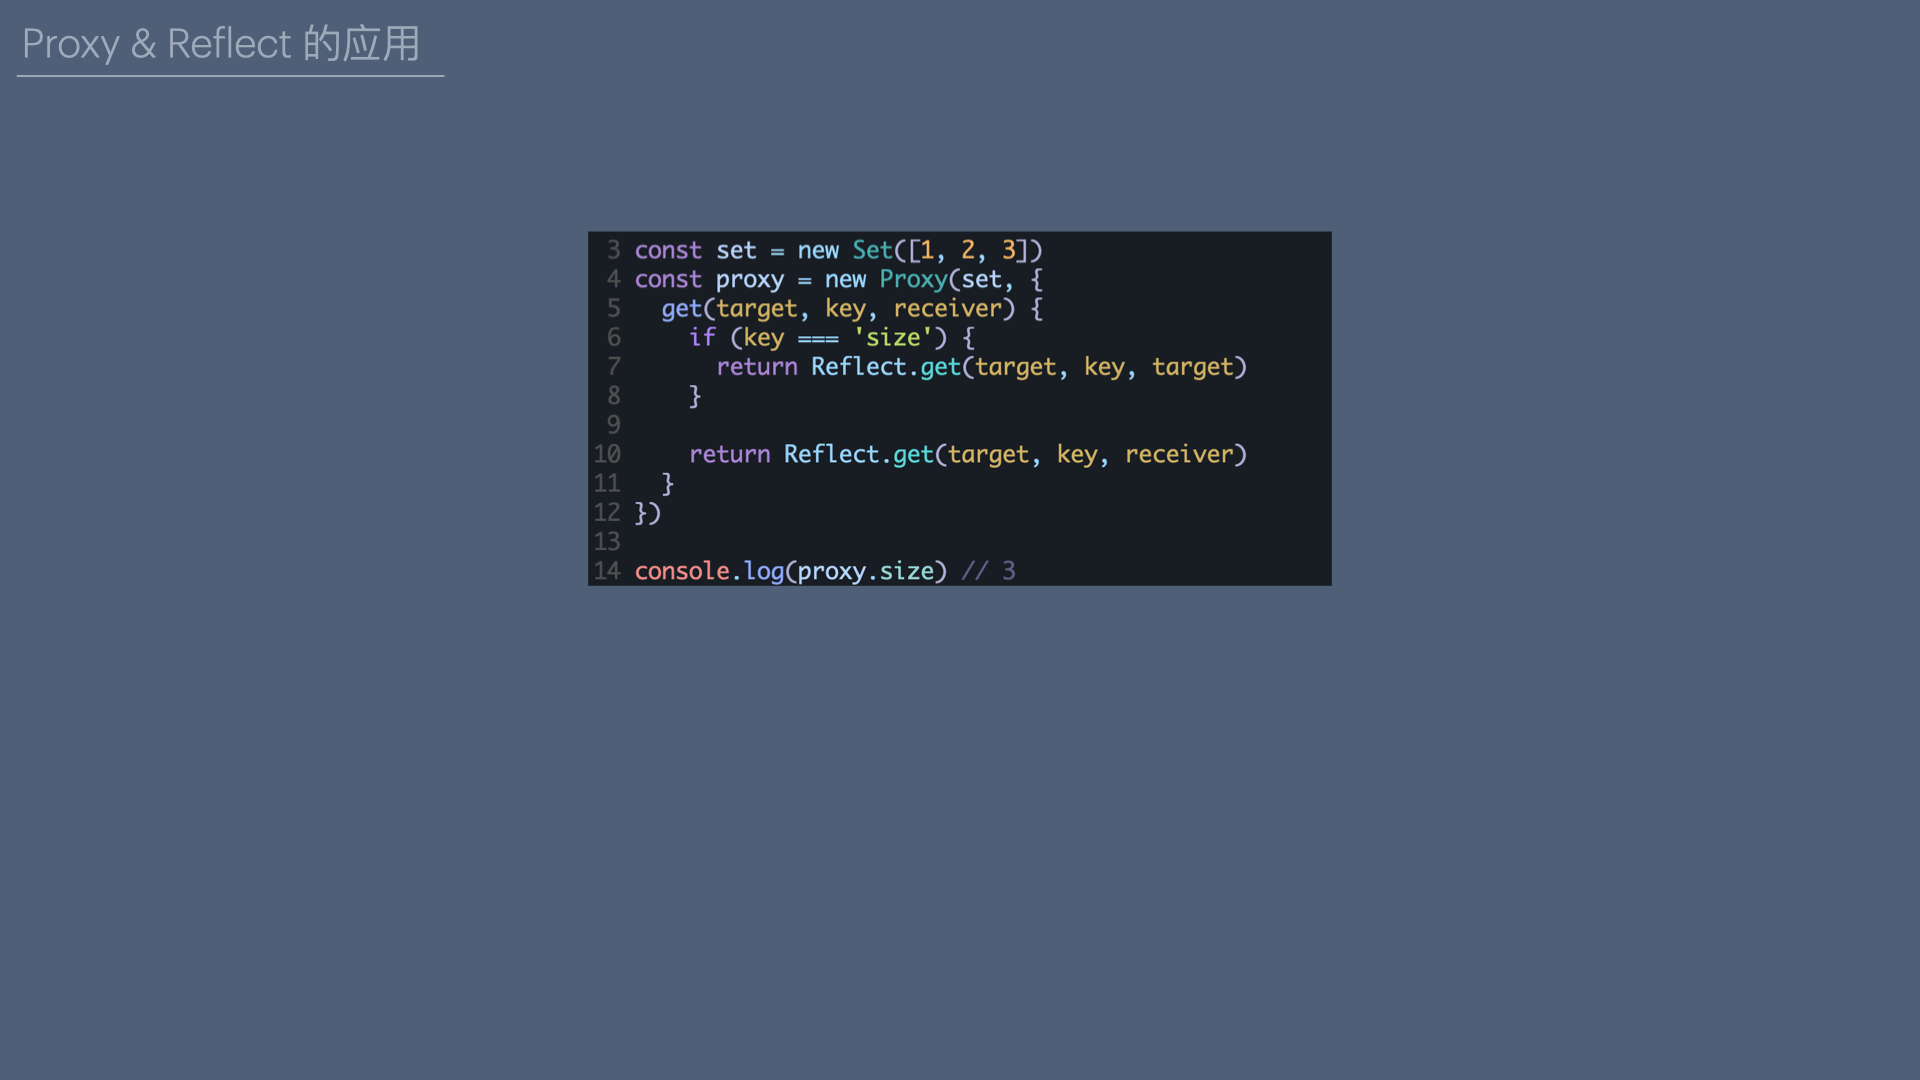 Proxy & Reflect 的应用
3 const set = new Set([1, 2, 3])
4 const proxy = new Proxy(set, {
5   get(target, key, receiver) {
6     if (key === 'size') {
7       return Reflect.get(target, key, target)
8     }
9
10     return Reflect.get(target, key, receiver)
11   }
12 })
13
14 console.log(proxy.size) // 3